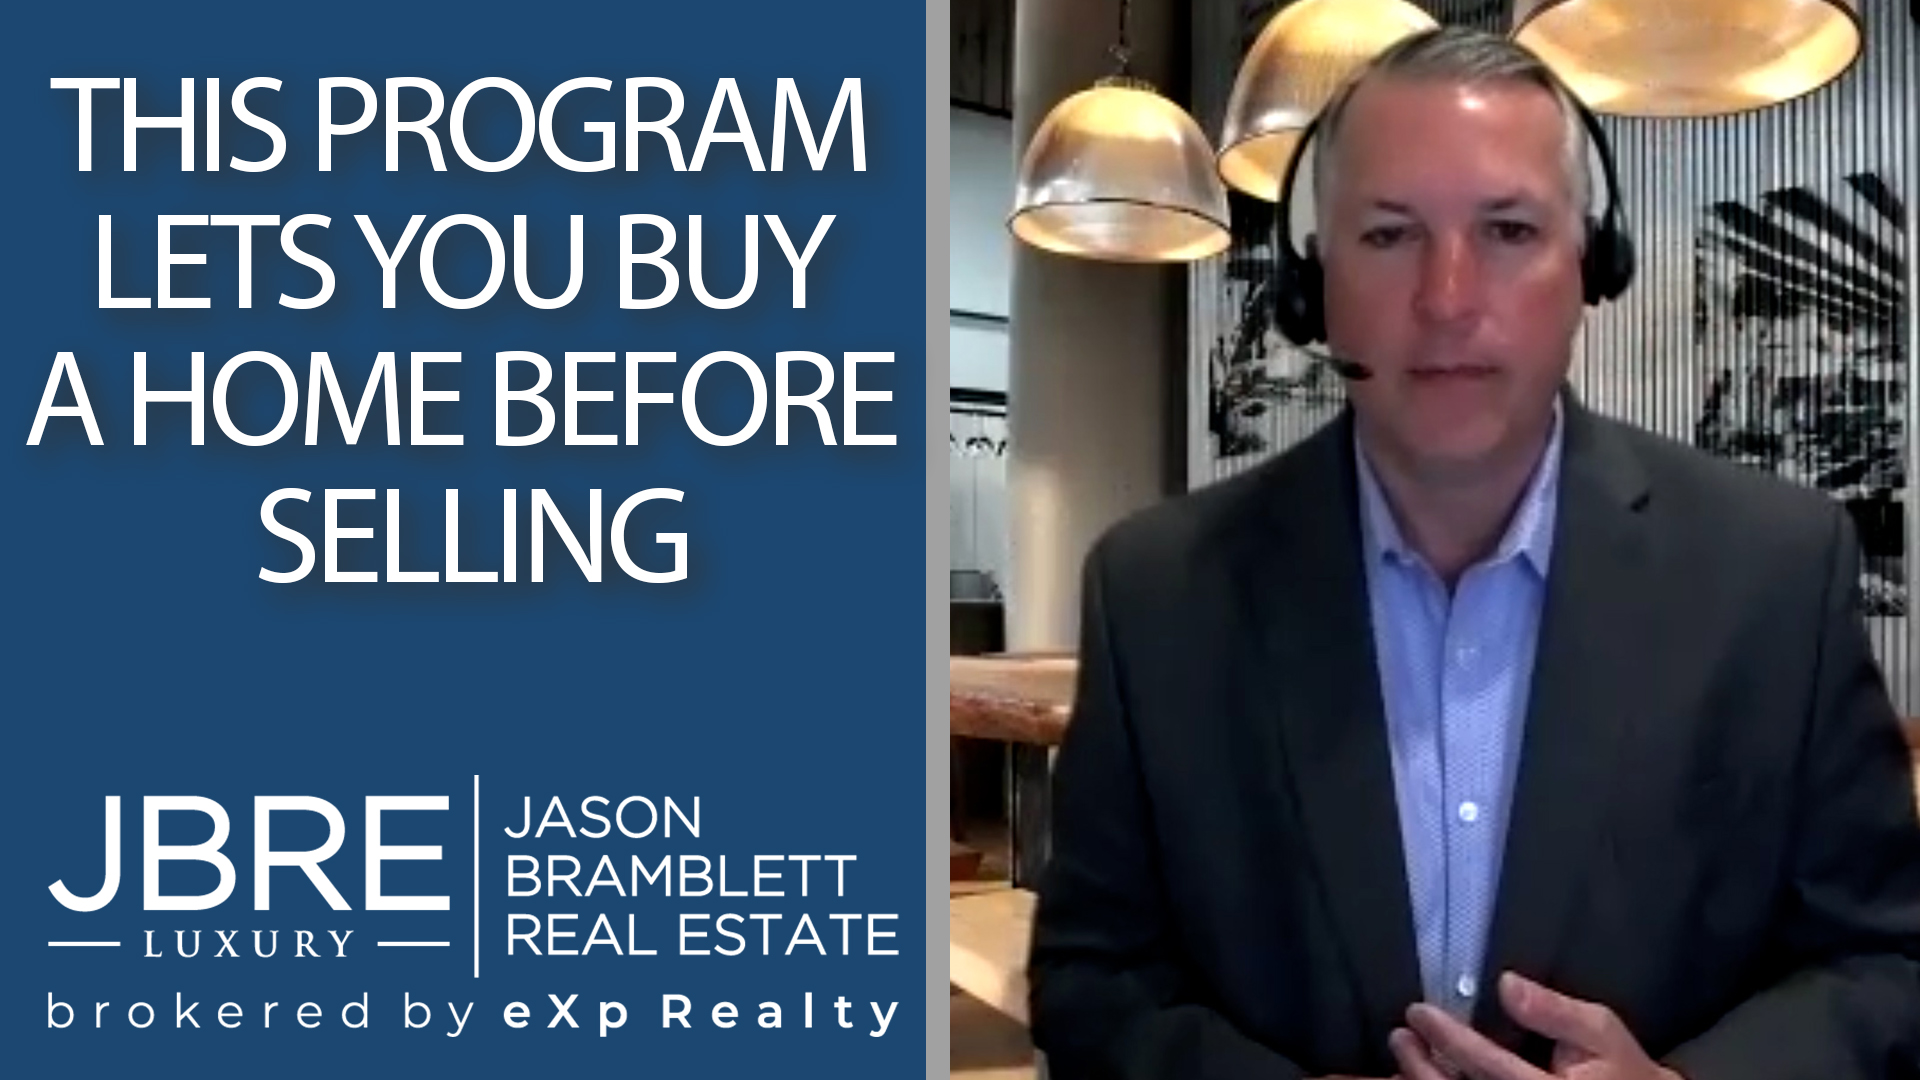 THIS PROGRAM
LETS YOU BUY
A HOME BEFORE
SELLING
JBRE
LUXURY
JASON
BRAMBLETT
REAL ESTATE
brokered by eXp Realty